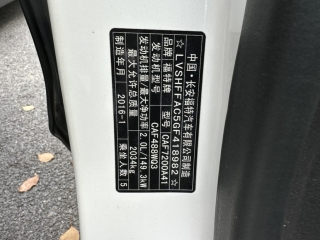 中国·长安福特汽车有限公司制造
☆LVSHFFAC5GF418982☆
品牌 福特牌 型号 CAF7200A41
发动机型号 CAF488WQ3
发动机排量/最大净功率 2.0L/149.3kW
最大允许总质量 2034kg
制造年月 2016-1 乘坐人数 5